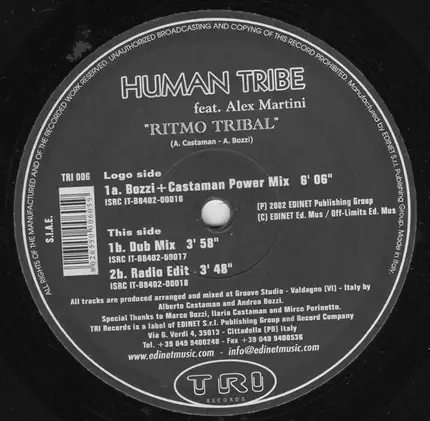 ALL RIGHTS OF THE MANUFACTURED AND OF THE RECORDED WORK RESERVED. UNAUTHORIZED BROADCASTING AND COPYNG OF THIS RECORD PROHIBITED. Manufactured by EDINET S.r.l. Publishing Group. Made in Italy.
HUMAN TRIBE
feat. Alex Martini
"RITMO TRIBAL"
(A. Castaman - A. Bozzi)
TRI 006
S.I.A.E.
Logo side
1a. Bozzi+Castaman Power Mix 6' 06"
ISRC IT-B8402-00016
(P) 2002 EDINET Publishing Group
(C) EDINET Ed. Mus / Off-Limits Ed. Mus
This side
1b. Dub Mix 3' 58"
ISRC IT-B8402-00017
2b. Radio Edit - 3' 48"
ISRC IT-B8402-00018
All tracks are produced arranged and mixed at Groove Studio - Valdagno (VI) - Italy by
Alberto Castaman and Andrea Bozzi.
Special Thanks to Marco Bozzi, Ilaria Castaman and Mirco Perinetto.
TRI Records is a label of EDINET S.r.l. Publishing Group and Record Company
Via G. Verdi 4, 35013 - Cittadella (PD) Italy
Tel. +39 049 9400248 - Fax +39 049 9400536
www.edinetmusic.com - info@edinetmusic.com
TRI
RECORDS